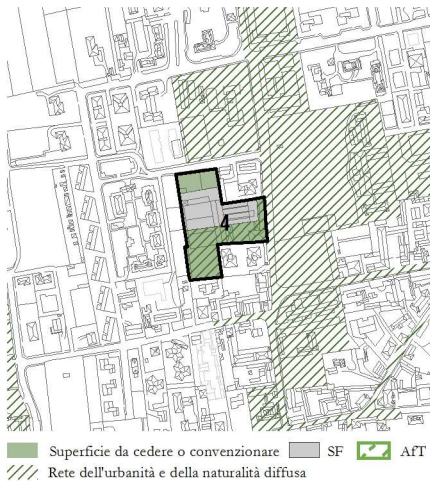 4
Superficie da cedere o convenzionare SF AfT
Rete dell'urbanità e della naturalità diffusa